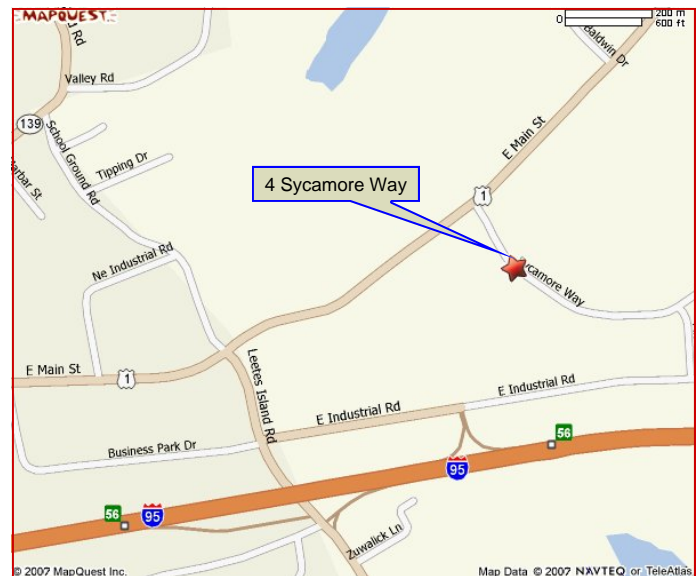 MAPQUEST
0 200 m
600 ft
Baldwin Dr
Rd
Valley Rd
E Main St
139
School Ground Rd
Tipping Dr
4 Sycamore Way
1
Harbar St
Ne Industrial Rd
Sycamore Way
E Main St
1
Leetes Island Rd
E Industrial Rd
E Industrial Rd
Business Park Dr
56
95
56
95
Zuwalick Ln
© 2007 MapQuest Inc.
Map Data © 2007 NAVTEQ or TeleAtlas